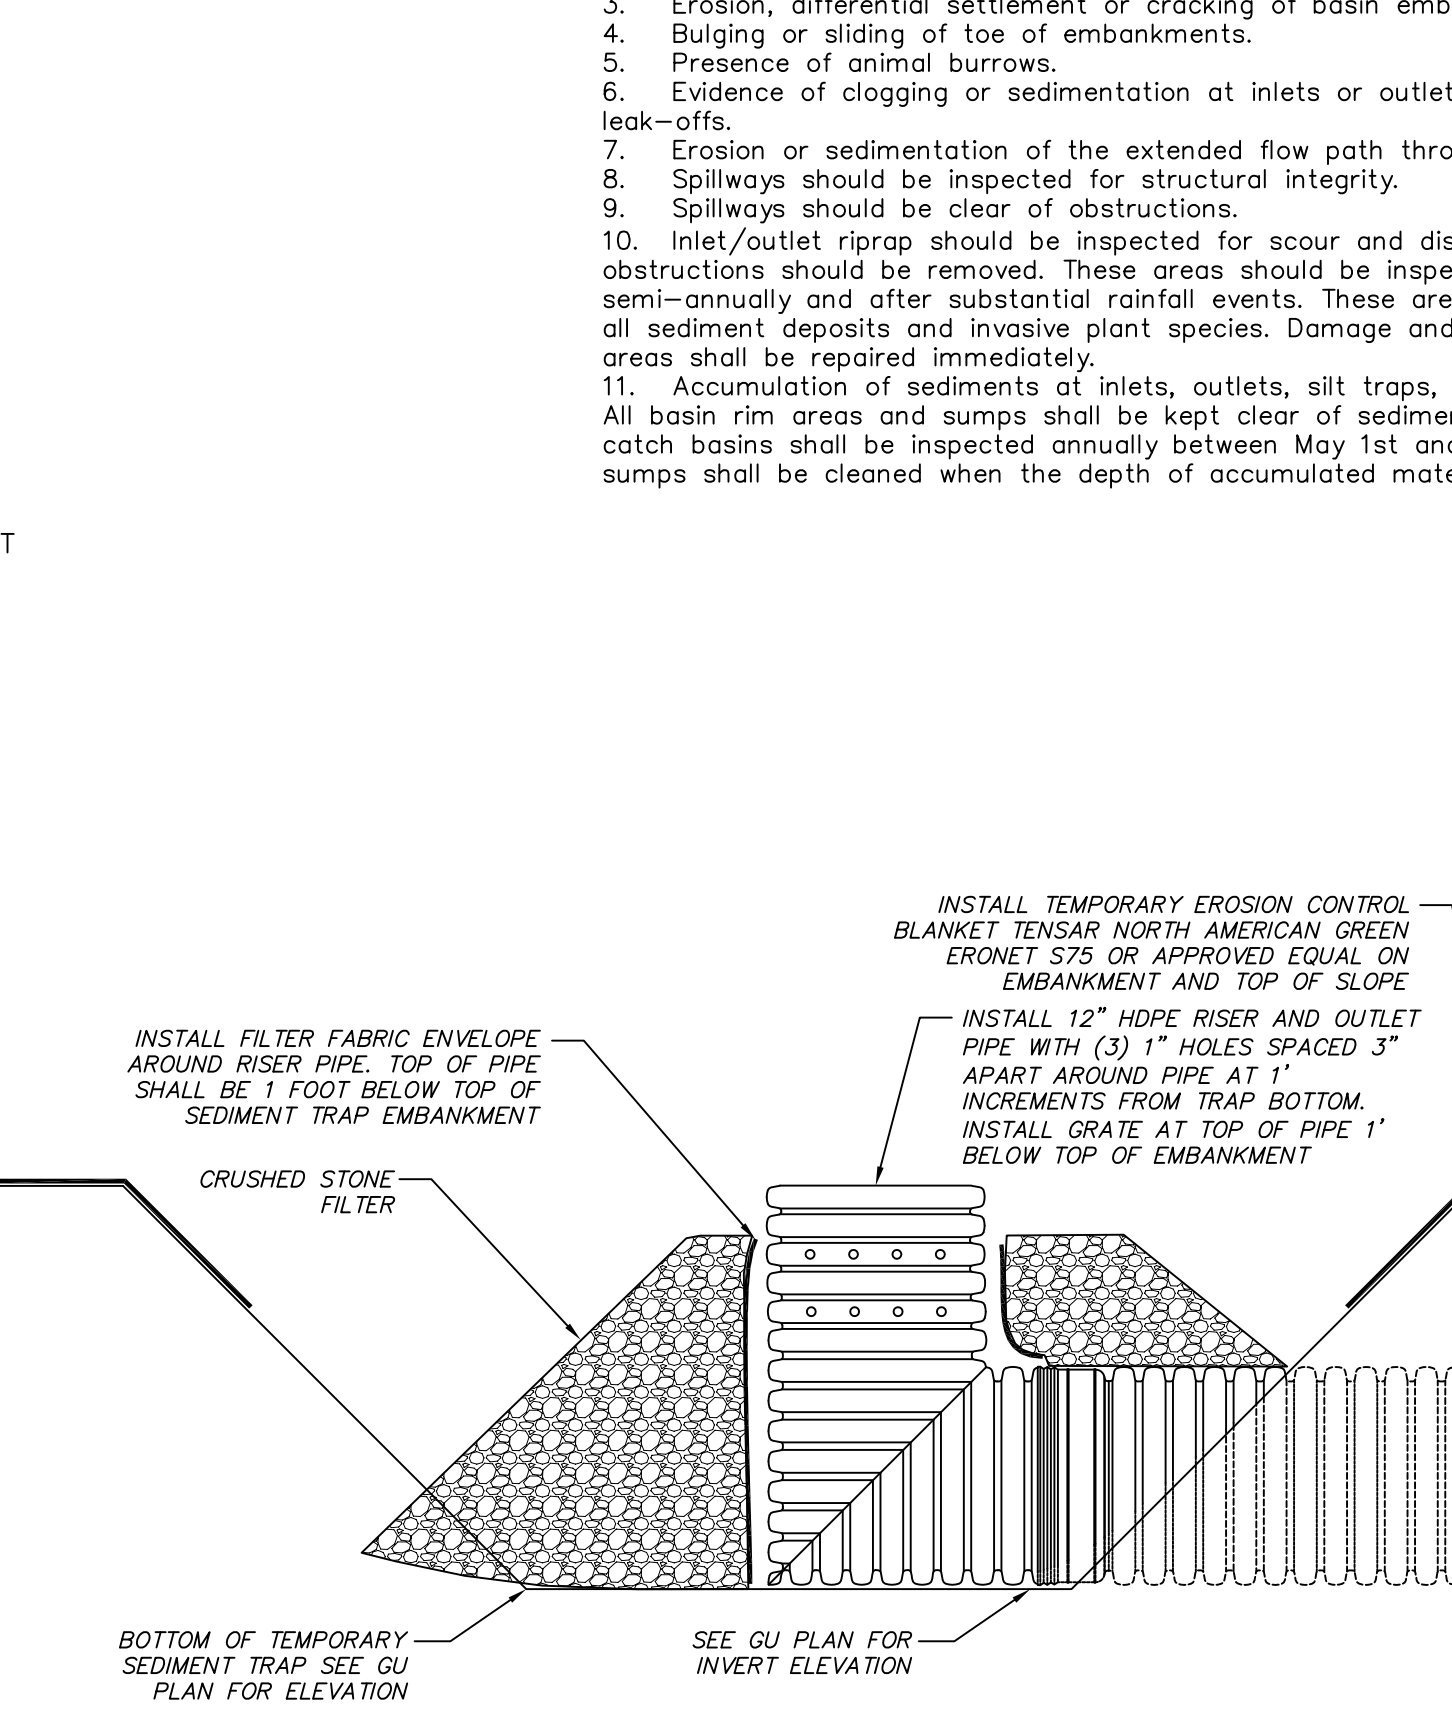 3. Erosion, differential settlement or cracking of basin emb
4. Bulging or sliding of toe of embankments.
5. Presence of animal burrows.
6. Evidence of clogging or sedimentation at inlets or outlet
leak-offs.
7. Erosion or sedimentation of the extended flow path thro
8. Spillways should be inspected for structural integrity.
9. Spillways should be clear of obstructions.
10. Inlet/outlet riprap should be inspected for scour and dis
obstructions should be removed. These areas should be inspe
semi-annually and after substantial rainfall events. These are
all sediment deposits and invasive plant species. Damage and
areas shall be repaired immediately.
11. Accumulation of sediments at inlets, outlets, silt traps,
All basin rim areas and sumps shall be kept clear of sedimen
catch basins shall be inspected annually between May 1st and
sumps shall be cleaned when the depth of accumulated mate
T
INSTALL TEMPORARY EROSION CONTROL
BLANKET TENSAR NORTH AMERICAN GREEN
ERONET S75 OR APPROVED EQUAL ON
EMBANKMENT AND TOP OF SLOPE
INSTALL 12" HDPE RISER AND OUTLET
PIPE WITH (3) 1" HOLES SPACED 3"
APART AROUND PIPE AT 1'
INCREMENTS FROM TRAP BOTTOM.
INSTALL GRATE AT TOP OF PIPE 1'
BELOW TOP OF EMBANKMENT
INSTALL FILTER FABRIC ENVELOPE
AROUND RISER PIPE. TOP OF PIPE
SHALL BE 1 FOOT BELOW TOP OF
SEDIMENT TRAP EMBANKMENT
CRUSHED STONE
FILTER
BOTTOM OF TEMPORARY
SEDIMENT TRAP SEE GU
PLAN FOR ELEVATION
SEE GU PLAN FOR
INVERT ELEVATION